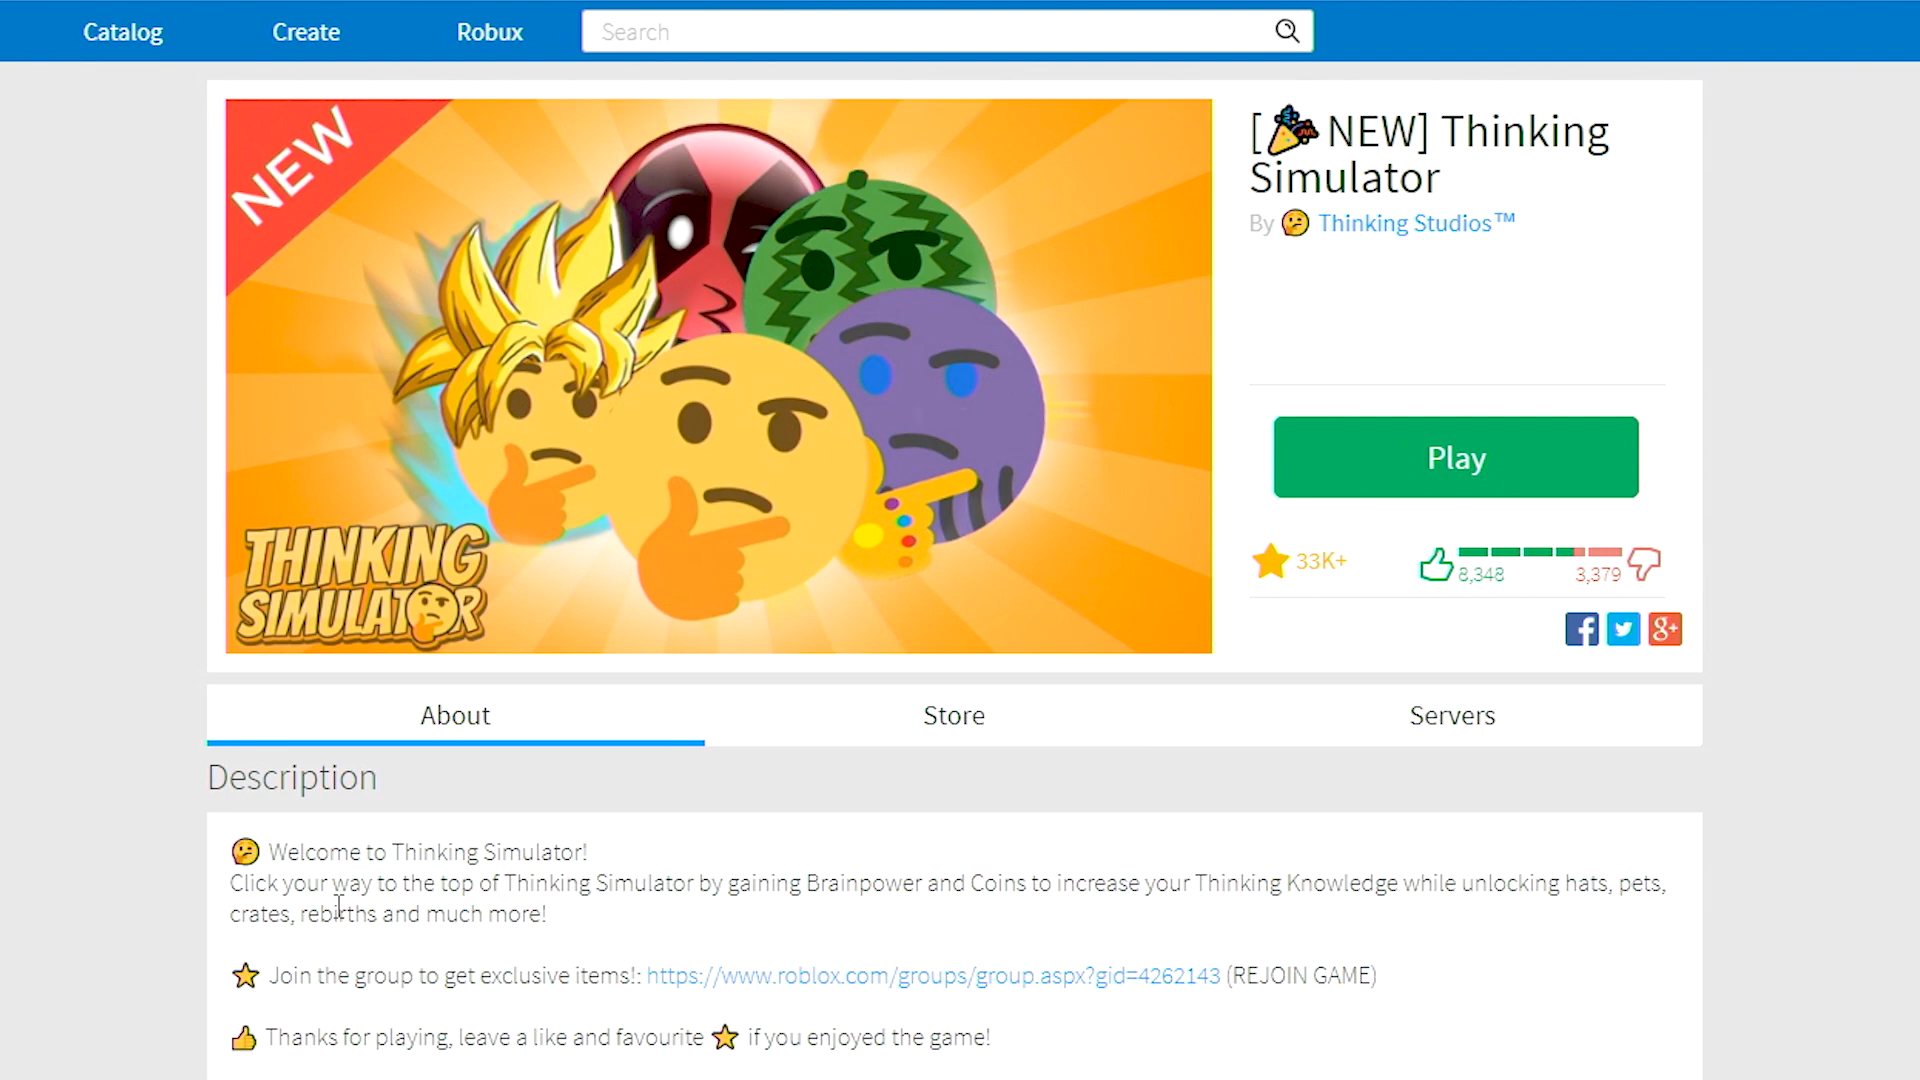 Catalog Create Robux Search
NEW
THINKING
SIMULATOR
[🎉 NEW] Thinking
Simulator
By 🤔 Thinking Studios™
Play
33K+
8,348 3,379
About Store Servers
Description
🤔 Welcome to Thinking Simulator!
Click your way to the top of Thinking Simulator by gaining Brainpower and Coins to increase your Thinking Knowledge while unlocking hats, pets,
crates, rebirths and much more!
⭐ Join the group to get exclusive items!: https://www.roblox.com/groups/group.aspx?gid=4262143 (REJOIN GAME)
👍 Thanks for playing, leave a like and favourite ⭐ if you enjoyed the game!